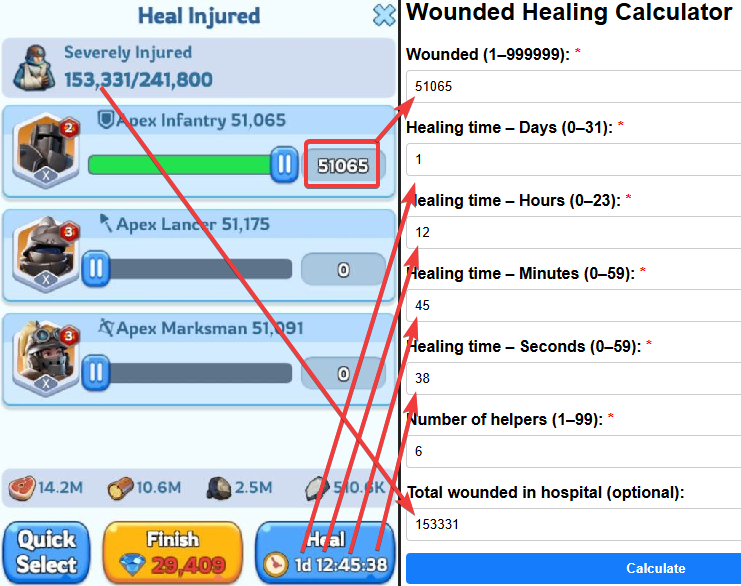 Heal Injured
Severely Injured
153,331/241,800
2
Apex Infantry 51,065
51065
X
3
Apex Lancer 51,175
0
X
3
Apex Marksman 51,091
0
X
14.2M 10.6M 2.5M 510.6K
Quick Select
Finish
29,409
Heal
1d 12:45:38
Wounded Healing Calculator
Wounded (1–999999): *
51065
Healing time – Days (0–31): *
1
Healing time – Hours (0–23): *
12
Healing time – Minutes (0–59): *
45
Healing time – Seconds (0–59): *
38
Number of helpers (1–99): *
6
Total wounded in hospital (optional):
153331
Calculate